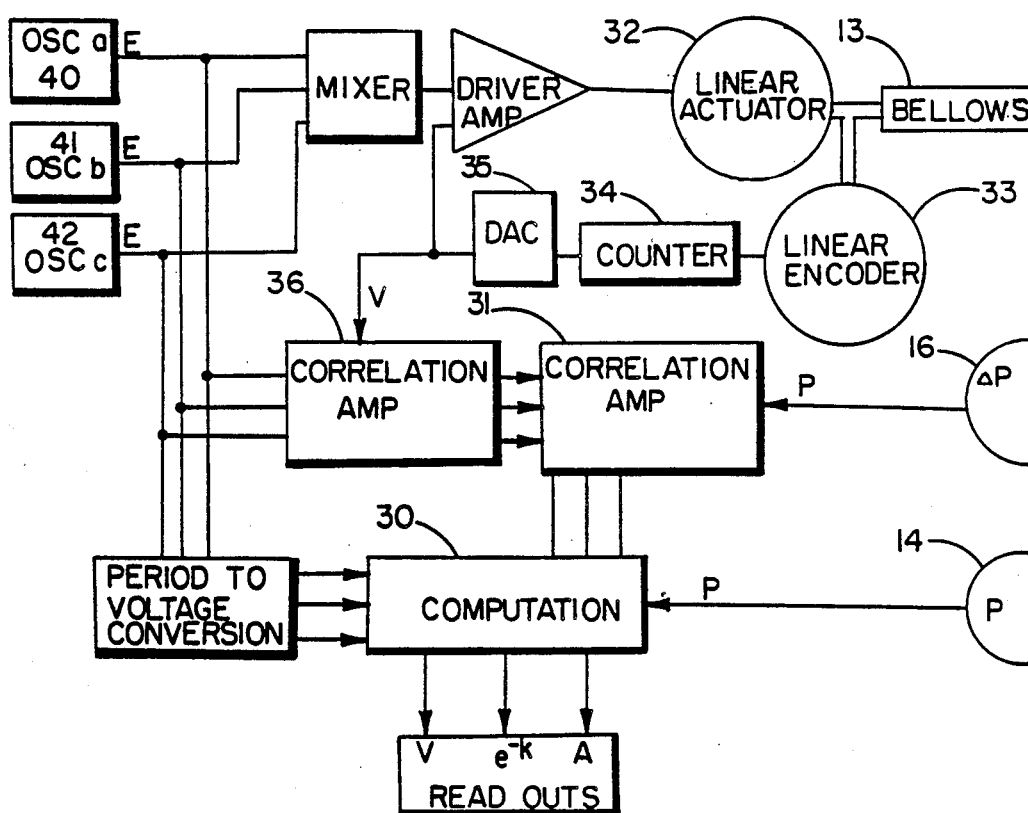 OSC a
40
E
41
OSC b
E
42
OSC c
E
MIXER
DRIVER
AMP
32
LINEAR
ACTUATOR
13
BELLOWS
35
DAC
34
COUNTER
33
LINEAR
ENCODER
V
36
CORRELATION
AMP
31
CORRELATION
AMP
P
16
ΔP
PERIOD TO
VOLTAGE
CONVERSION
30
COMPUTATION
P
14
P
V e-k A
READ OUTS